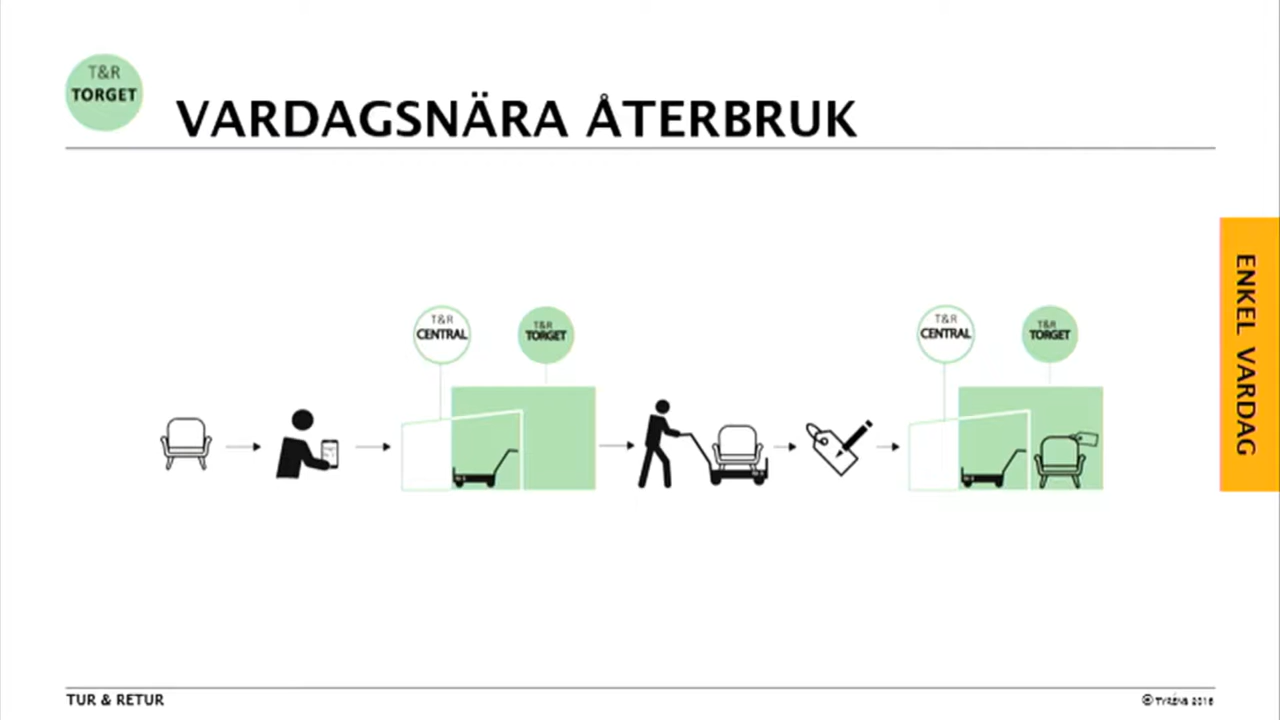 T&R
TORGET
VARDAGSNÄRA ÅTERBRUK
ENKEL VARDAG
T&R
CENTRAL
T&R
TORGET
T&R
CENTRAL
T&R
TORGET
TUR & RETUR
© TYRÉNS 2016